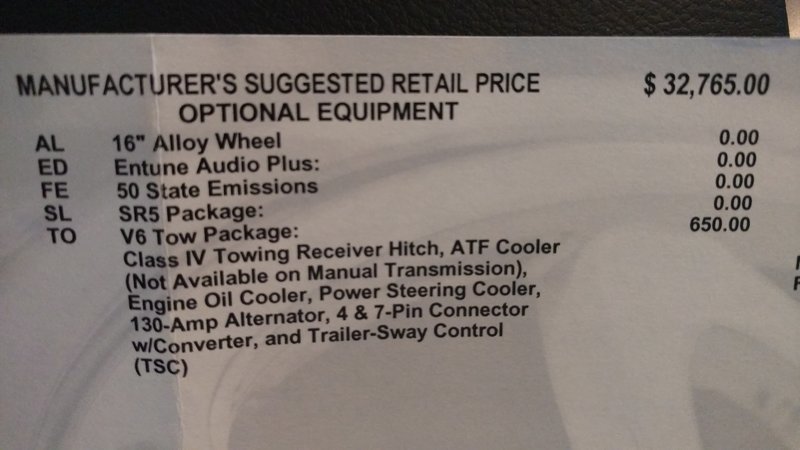 MANUFACTURER'S SUGGESTED RETAIL PRICE $ 32,765.00
OPTIONAL EQUIPMENT
AL 16" Alloy Wheel 0.00
ED Entune Audio Plus: 0.00
FE 50 State Emissions 0.00
SL SR5 Package: 0.00
TO V6 Tow Package: 650.00
Class IV Towing Receiver Hitch, ATF Cooler
(Not Available on Manual Transmission),
Engine Oil Cooler, Power Steering Cooler,
130-Amp Alternator, 4 & 7-Pin Connector
w/Converter, and Trailer-Sway Control
(TSC)